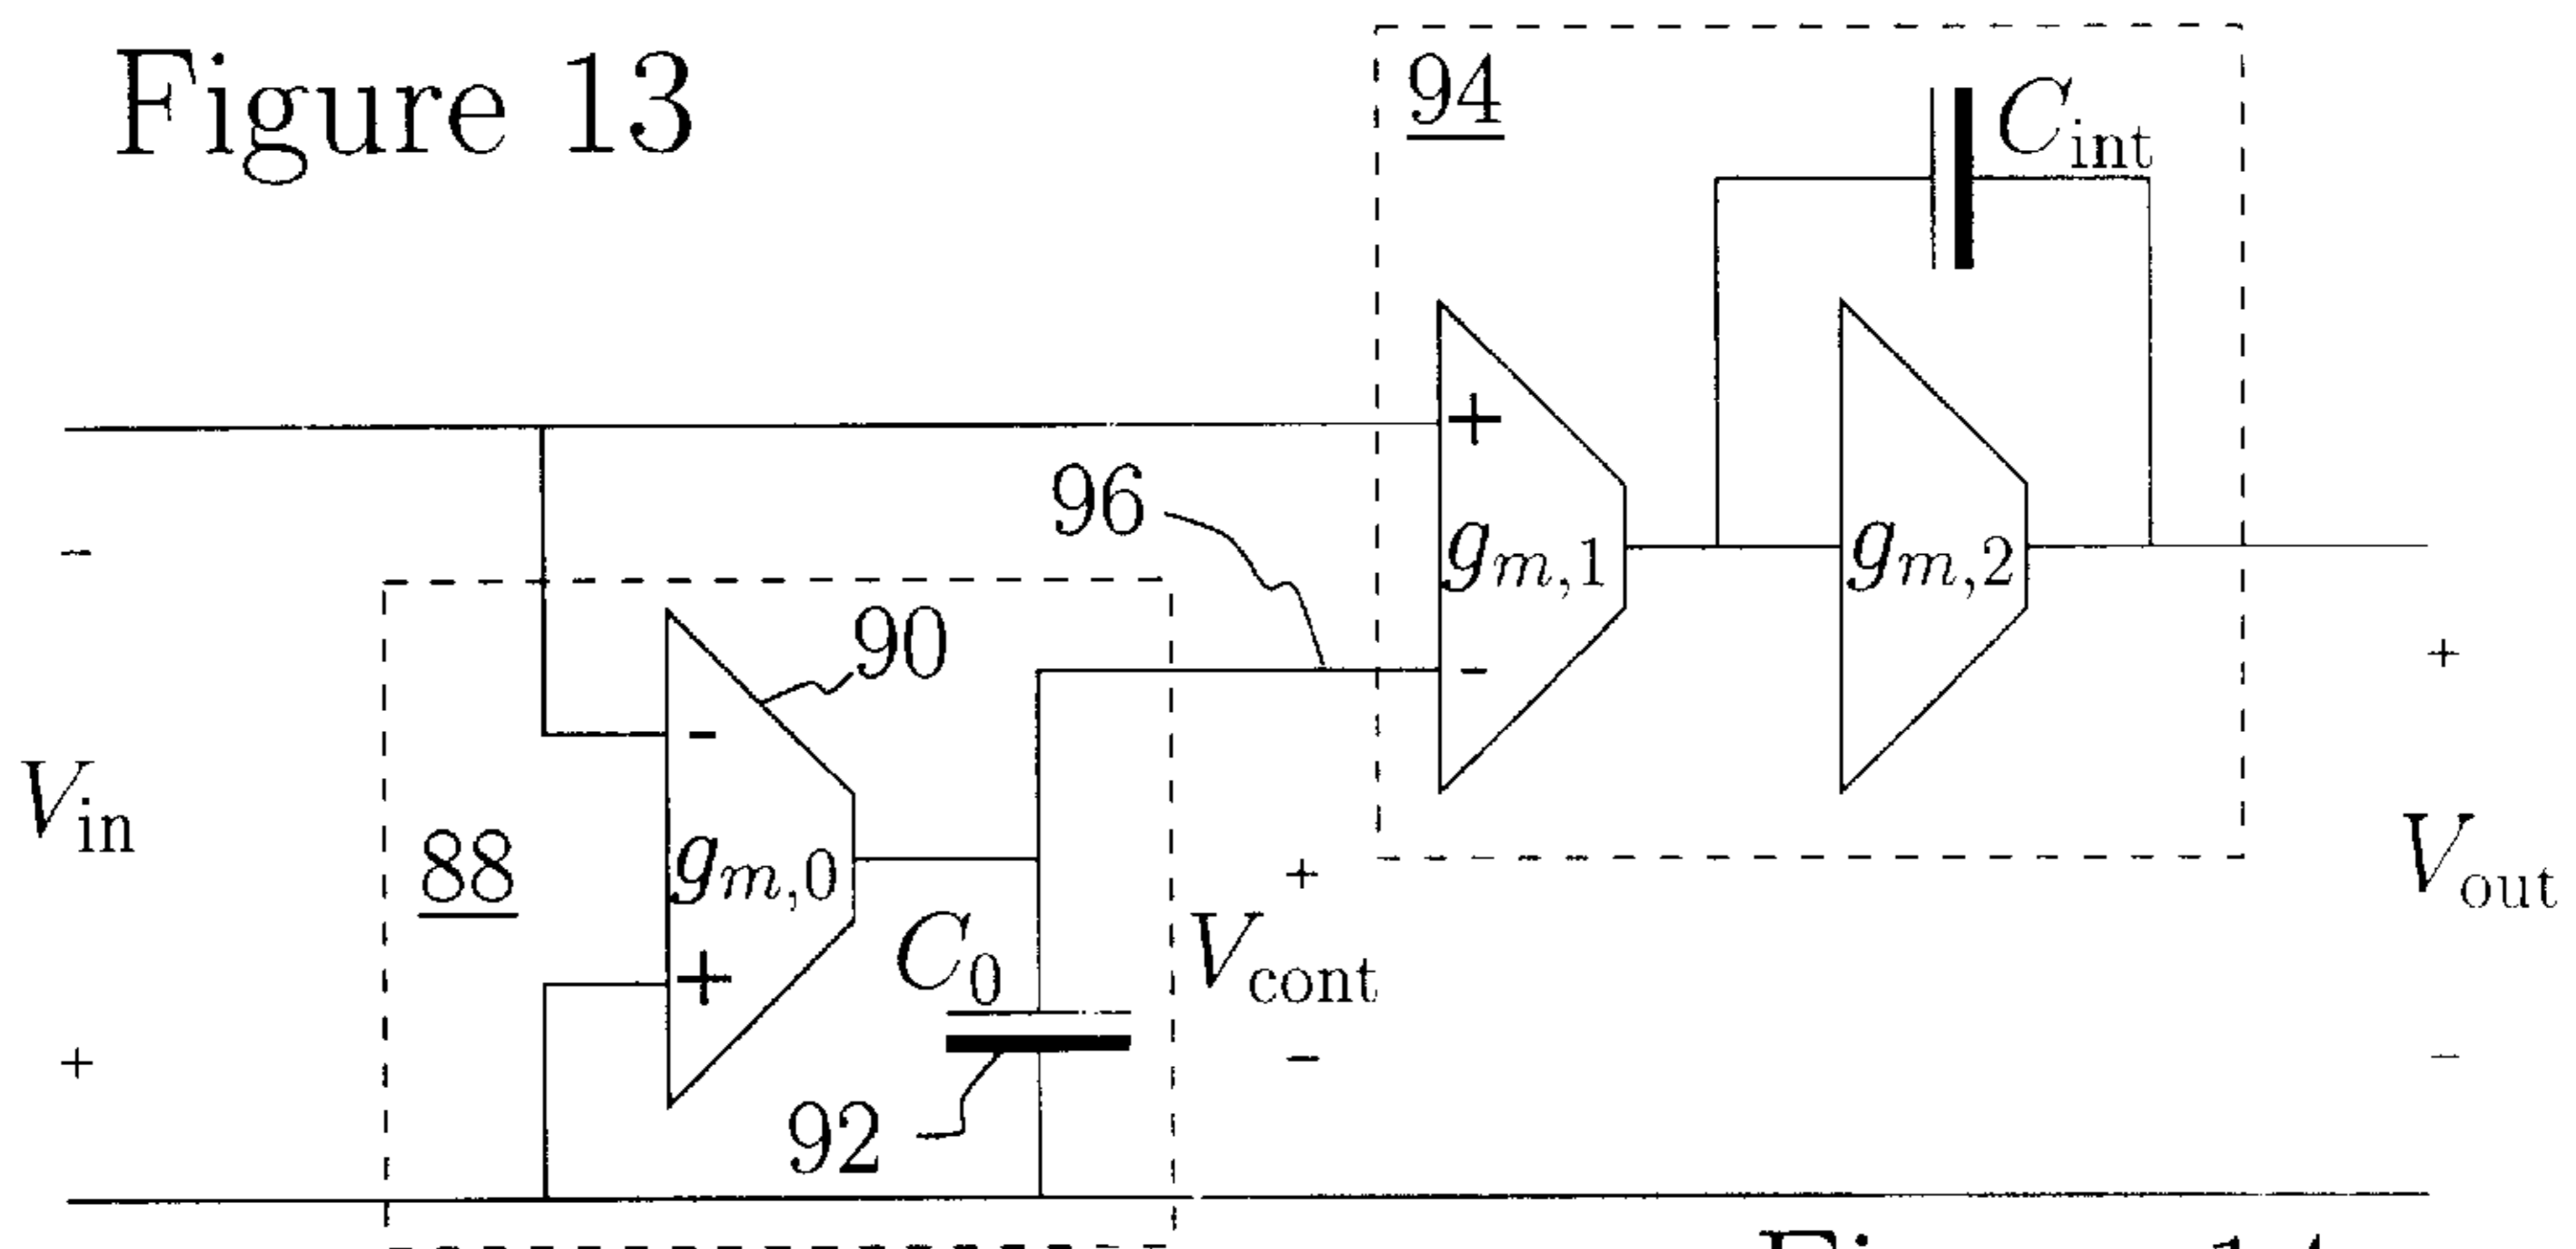 Figure 13
94
C_int
+
96
g_m,1
g_m,2
-
-
90
-
+
V_in
88
g_m,0
+
V_cont
V_out
C_0
+
+
-
-
92